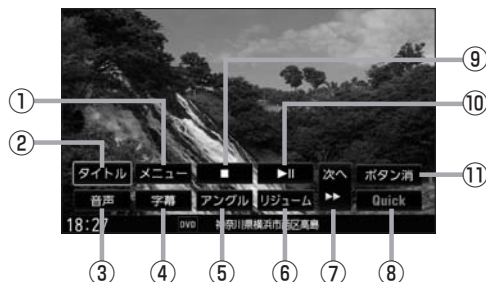 ⑨
① ⑩
②
タイトル メニュー ■ ▶II 次へ ▶▶ ボタン消
⑪
音声 字幕 アングル リジューム Quick
18:27 DVD 神奈川県横浜市西区高島
③ ④ ⑤ ⑥ ⑦ ⑧